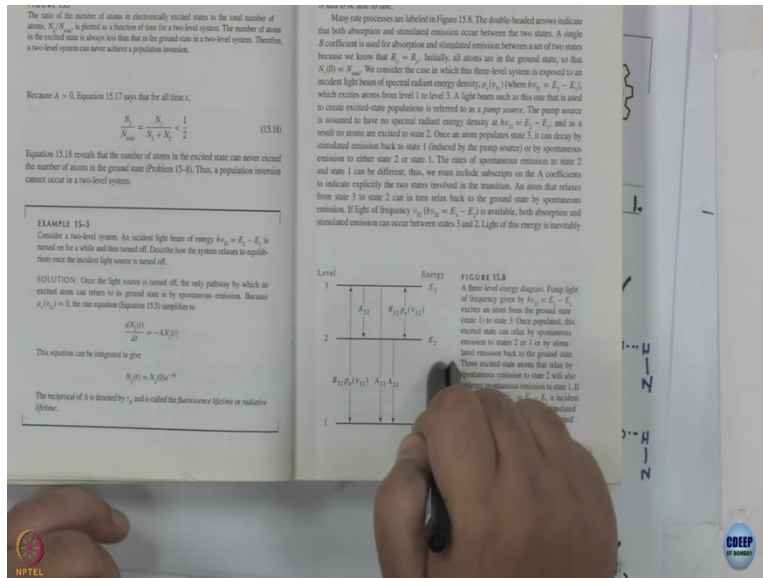 The ratio of the number of atoms in electronically excited states to the total number of
atoms, N₂/N_total, is plotted as a function of time for a two-level system. The number of atoms
in the excited state is always less than that in the ground state in a two-level system. Therefore,
a two-level system can never achieve a population inversion.
Because A > 0, Equation 15.17 says that for all time t,
N₂/N_total = N₂/(N₁ + N₂) < 1/2 (15.18)
Equation 15.18 reveals that the number of atoms in the excited state can never exceed
the number of atoms in the ground state (Problem 15–8). Thus, a population inversion
cannot occur in a two-level system.
EXAMPLE 15–3
Consider a two-level system. An incident light beam of energy hν₁₂ = E₂ − E₁ is
turned on for a while and then turned off. Describe how the system relaxes to equilib-
rium once the incident light source is turned off.
SOLUTION: Once the light source is turned off, the only pathway by which an
excited atom can return to its ground state is by spontaneous emission. Because
ρν(ν₁₂) = 0, the rate equation (Equation 15.5) simplifies to
dN₂(t)/dt = −AN₂(t)
This equation can be integrated to give
N₂(t) = N₂(0)e^−At
The reciprocal of A is denoted by τ_R and is called the fluorescence lifetime or radiative
lifetime.
Many rate processes are labeled in Figure 15.8. The double-headed arrows indicate
that both absorption and stimulated emission occur between the two states. A single
B coefficient is used for absorption and stimulated emission between a set of two states
because we know that B_ij = B_ji. Initially, all atoms are in the ground state, so that
N₁(0) = N_total. We consider the case in which this three-level system is exposed to an
incident light beam of spectral radiant energy density, ρν(ν₃₁) (where hν₃₁ = E₃ − E₁),
which excites atoms from level 1 to level 3. A light beam such as this one that is used
to create excited-state populations is referred to as a pump source. The pump source
is assumed to have no spectral radiant energy density at hν₃₂ = E₃ − E₂, and as a
result no atoms are excited to state 2. Once an atom populates state 3, it can decay by
stimulated emission back to state 1 (induced by the pump source) or by spontaneous
emission to either state 2 or state 1. The rates of spontaneous emission to state 2
and state 1 can be different; thus, we must include subscripts on the A coefficients
to indicate explicitly the two states involved in the transition. An atom that relaxes
from state 3 to state 2 can in turn relax back to the ground state by spontaneous
emission. If light of frequency ν₃₂ (hν₃₂ = E₃ − E₂) is available, both absorption and
stimulated emission can occur between states 3 and 2. Light of this energy is inevitably
Level Energy
3 E₃
A₃₂ B₃₂ρν(ν₃₂)
2 E₂
B₃₁ρν(ν₃₁) A₃₁ A₂₁
1
FIGURE 15.8
A three-level energy diagram. Pump light
of frequency given by hν₃₁ = E₃ − E₁
excites an atom from the ground state
(state 1) to state 3. Once populated, this
excited state can relax by spontaneous
emission to states 2 or 1 or by stimu-
lated emission back to the ground state.
Those excited-state atoms that relax by
spontaneous emission to state 2 will also
undergo spontaneous emission to state 1. If
is incident
1.
H
N
H
N
NPTEL
CDEEP
IIT BOMBAY